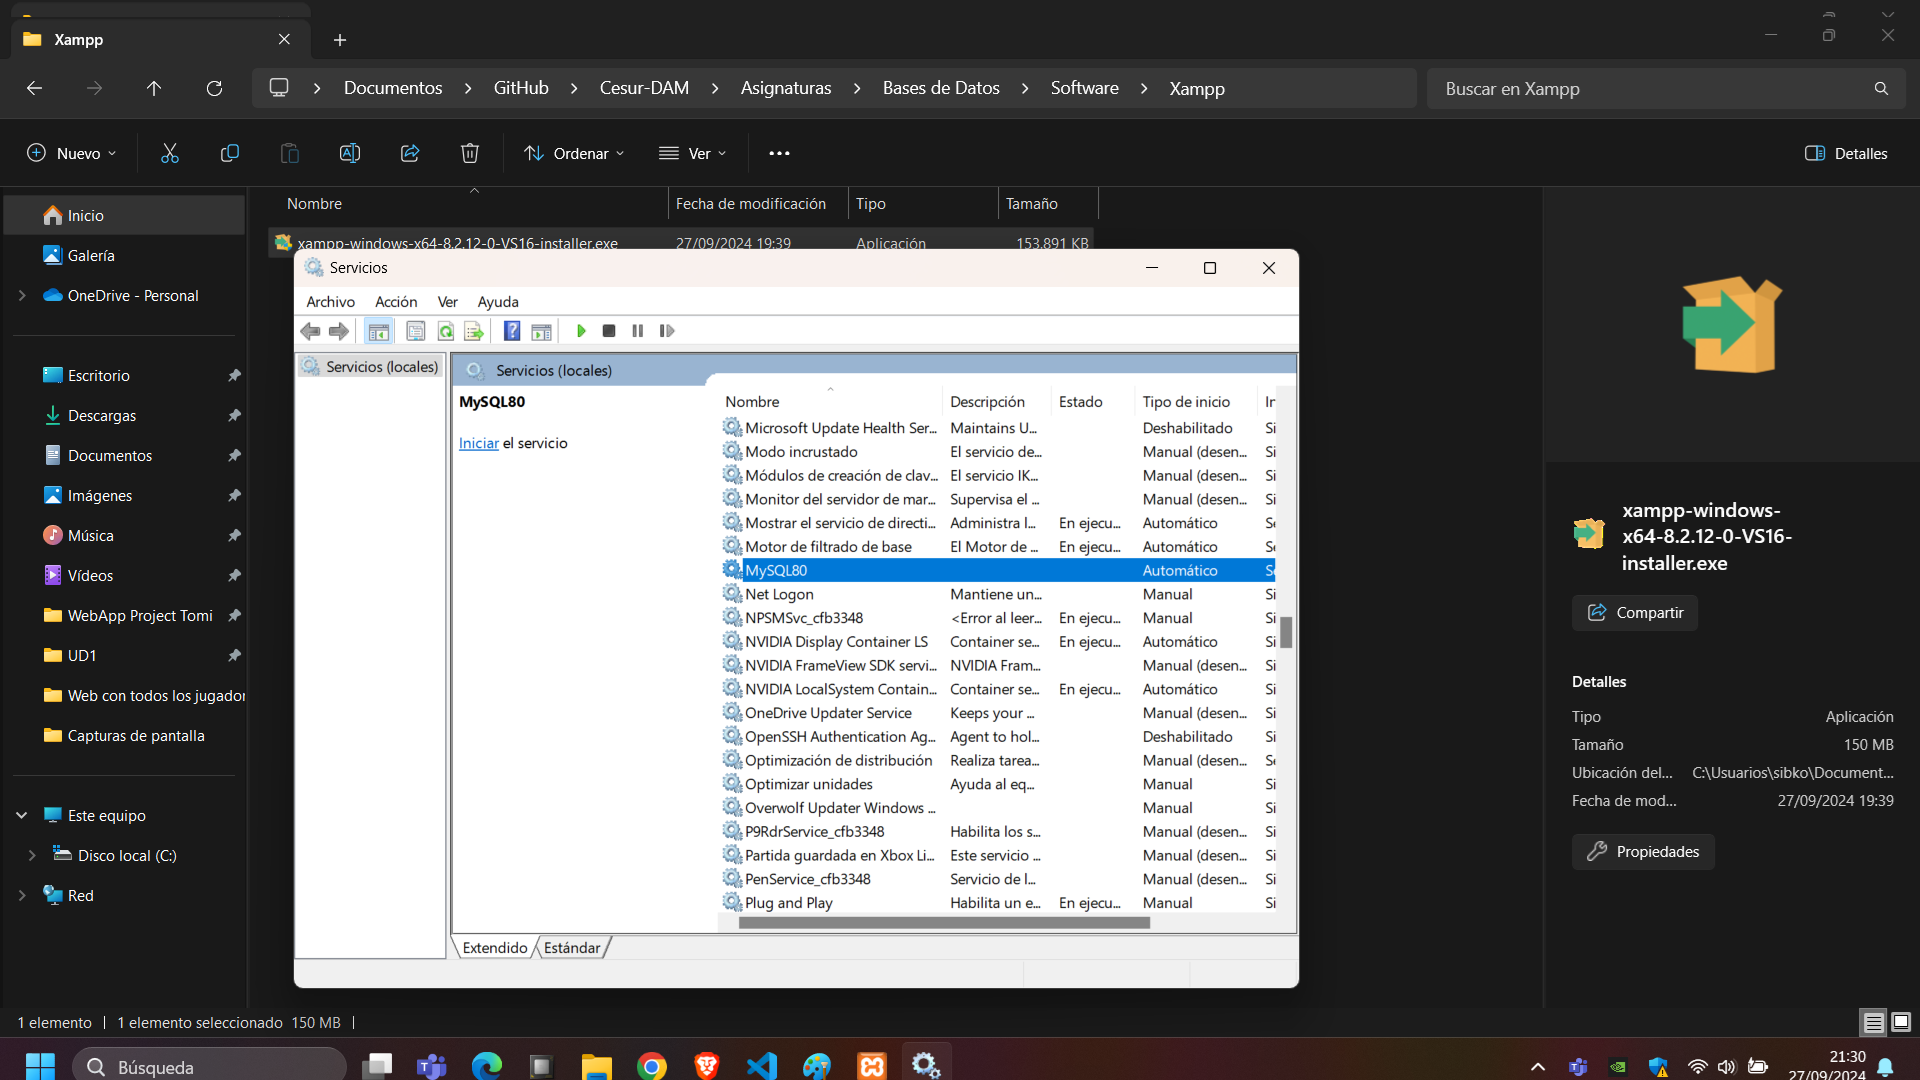 Xampp
Documentos
GitHub
Cesur-DAM
Asignaturas
Bases de Datos
Software
Xampp
Buscar en Xampp
Nuevo
Ordenar
Ver
Detalles
Inicio
Galería
OneDrive - Personal
Escritorio
Descargas
Documentos
Imágenes
Música
Vídeos
WebApp Project Tomi
UD1
Web con todos los jugador
Capturas de pantalla
Este equipo
Disco local (C:)
Red
Nombre Fecha de modificación Tipo Tamaño
xampp-windows-x64-8.2.12-0-VS16-installer.exe 27/09/2024 19:39 Aplicación 153.891 KB
Servicios
Archivo Acción Ver Ayuda
Servicios (locales)
Servicios (locales)
MySQL80
Iniciar el servicio
Nombre Descripción Estado Tipo de inicio
Microsoft Update Health Ser... Maintains U... Deshabilitado Si
Modo incrustado El servicio de... Manual (desen... Si
Módulos de creación de clav... El servicio IK... Manual (desen... Si
Monitor del servidor de mar... Supervisa el ... Manual (desen... Si
Mostrar el servicio de directi... Administra l... En ejecu... Automático Se
Motor de filtrado de base El Motor de ... En ejecu... Automático Se
MySQL80 Automático Se
Net Logon Mantiene un... Manual Si
NPSMSvc_cfb3348 <Error al leer... En ejecu... Manual Si
NVIDIA Display Container LS Container se... En ejecu... Automático Si
NVIDIA FrameView SDK servi... NVIDIA Fram... Manual (desen... Si
NVIDIA LocalSystem Contain... Container se... En ejecu... Automático Si
OneDrive Updater Service Keeps your ... Manual (desen... Si
OpenSSH Authentication Ag... Agent to hol... Deshabilitado Si
Optimización de distribución Realiza tarea... Manual (desen... Se
Optimizar unidades Ayuda al eq... Manual Si
Overwolf Updater Windows ... Manual Si
P9RdrService_cfb3348 Habilita los s... Manual (desen... Si
Partida guardada en Xbox Li... Este servicio ... Manual (desen... Si
PenService_cfb3348 Servicio de l... Manual (desen... Si
Plug and Play Habilita un e... En ejecu... Manual Si
Extendido Estándar
xampp-windows-
x64-8.2.12-0-VS16-
installer.exe
Compartir
Detalles
Tipo Aplicación
Tamaño 150 MB
Ubicación del... C:\Usuarios\sibko\Document...
Fecha de mod... 27/09/2024 19:39
Propiedades
1 elemento 1 elemento seleccionado 150 MB
Búsqueda
21:30
27/09/2024